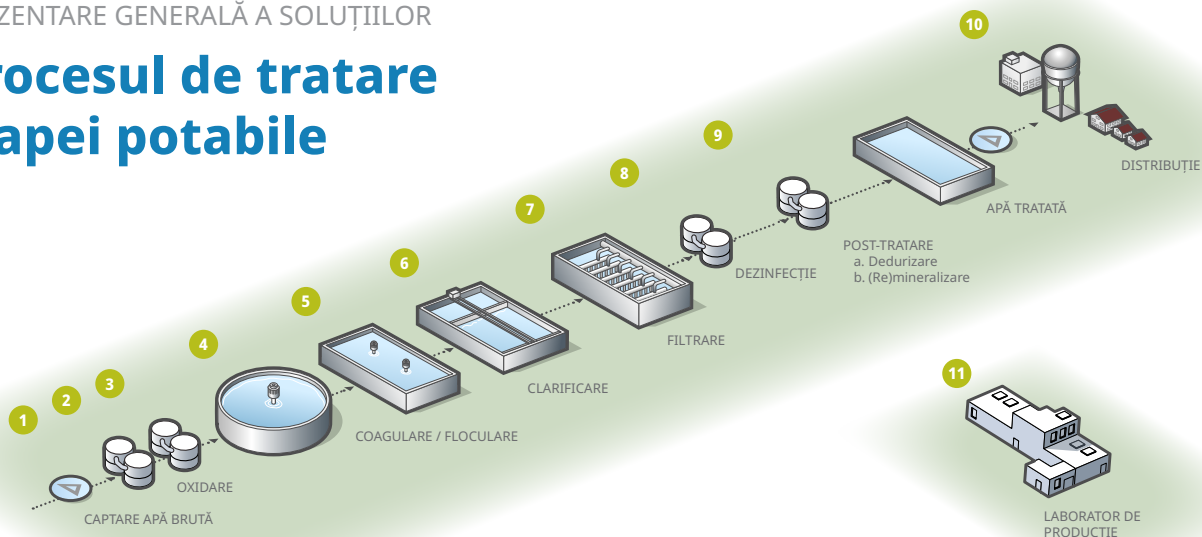 ZENTARE GENERALĂ A SOLUȚIILOR
rocesul de tratare
apei potabile
10
9
8
7
6
5
4
3
2
1
DISTRIBUȚIE
APĂ TRATATĂ
POST-TRATARE
a. Dedurizare
b. (Re)mineralizare
DEZINFECȚIE
FILTRARE
CLARIFICARE
COAGULARE / FLOCULARE
OXIDARE
CAPTARE APĂ BRUTĂ
11
LABORATOR DE
PRODUCȚIE